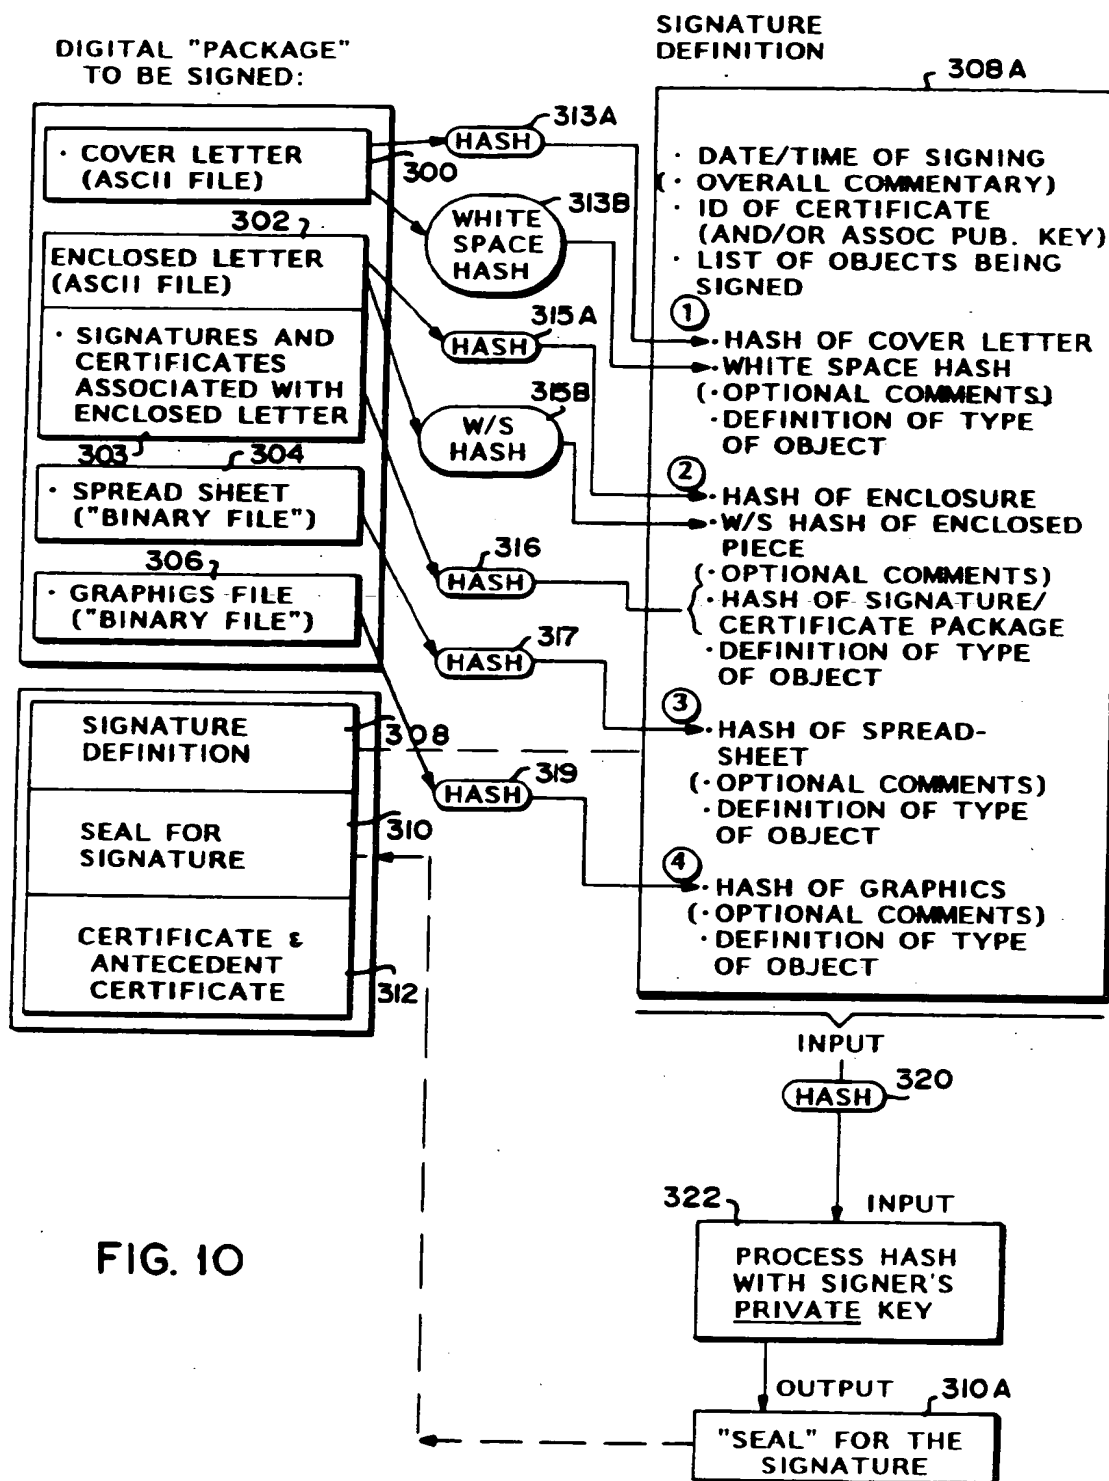 DIGITAL "PACKAGE"
TO BE SIGNED:
· COVER LETTER
(ASCII FILE)
300
302
ENCLOSED LETTER
(ASCII FILE)
· SIGNATURES AND
CERTIFICATES
ASSOCIATED WITH
ENCLOSED LETTER
303
304
· SPREAD SHEET
("BINARY FILE")
306
· GRAPHICS FILE
("BINARY FILE")
SIGNATURE
DEFINITION
308
SEAL FOR
SIGNATURE
310
CERTIFICATE &
ANTECEDENT
CERTIFICATE
312
313A
HASH
313B
WHITE
SPACE
HASH
315A
HASH
315B
W/S
HASH
316
HASH
317
HASH
319
HASH
SIGNATURE
DEFINITION
308A
· DATE/TIME OF SIGNING
(· OVERALL COMMENTARY)
· ID OF CERTIFICATE
(AND/OR ASSOC PUB. KEY)
· LIST OF OBJECTS BEING
SIGNED
1
· HASH OF COVER LETTER
· WHITE SPACE HASH
(· OPTIONAL COMMENTS)
· DEFINITION OF TYPE
OF OBJECT
2
· HASH OF ENCLOSURE
· W/S HASH OF ENCLOSED
PIECE
(· OPTIONAL COMMENTS)
· HASH OF SIGNATURE/
CERTIFICATE PACKAGE
· DEFINITION OF TYPE
OF OBJECT
3
· HASH OF SPREAD-
SHEET
(· OPTIONAL COMMENTS)
· DEFINITION OF TYPE
OF OBJECT
4
· HASH OF GRAPHICS
(· OPTIONAL COMMENTS)
· DEFINITION OF TYPE
OF OBJECT
INPUT
HASH
320
322
INPUT
PROCESS HASH
WITH SIGNER'S
PRIVATE KEY
OUTPUT
310A
"SEAL" FOR THE
SIGNATURE
FIG. 10